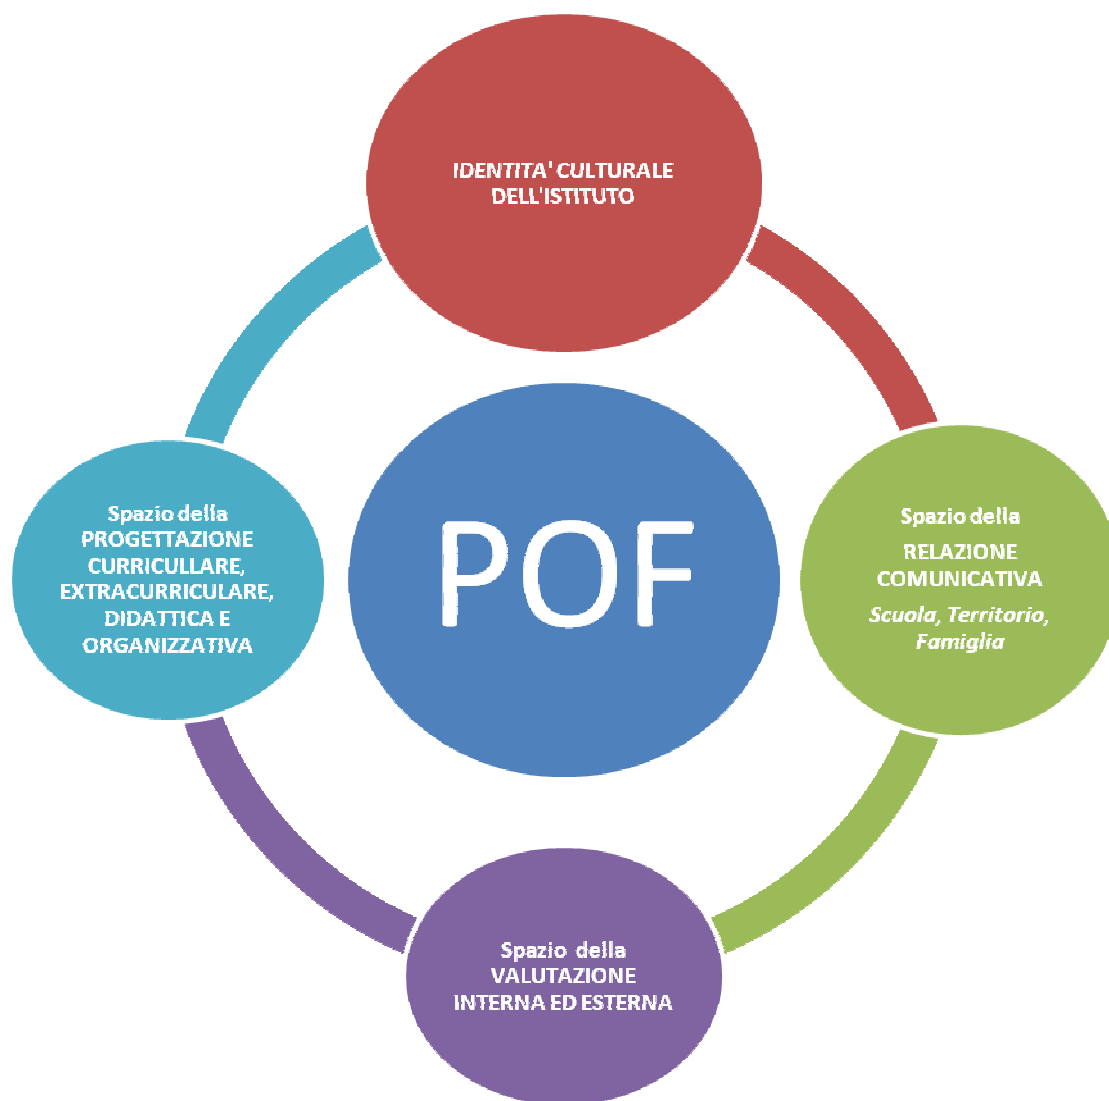 IDENTITA' CULTURALE
DELL'ISTITUTO
Spazio della
PROGETTAZIONE
CURRICULLARE,
EXTRACURRICULARE,
DIDATTICA E
ORGANIZZATIVA
POF
Spazio della
RELAZIONE
COMUNICATIVA
Scuola, Territorio,
Famiglia
Spazio della
VALUTAZIONE
INTERNA ED ESTERNA